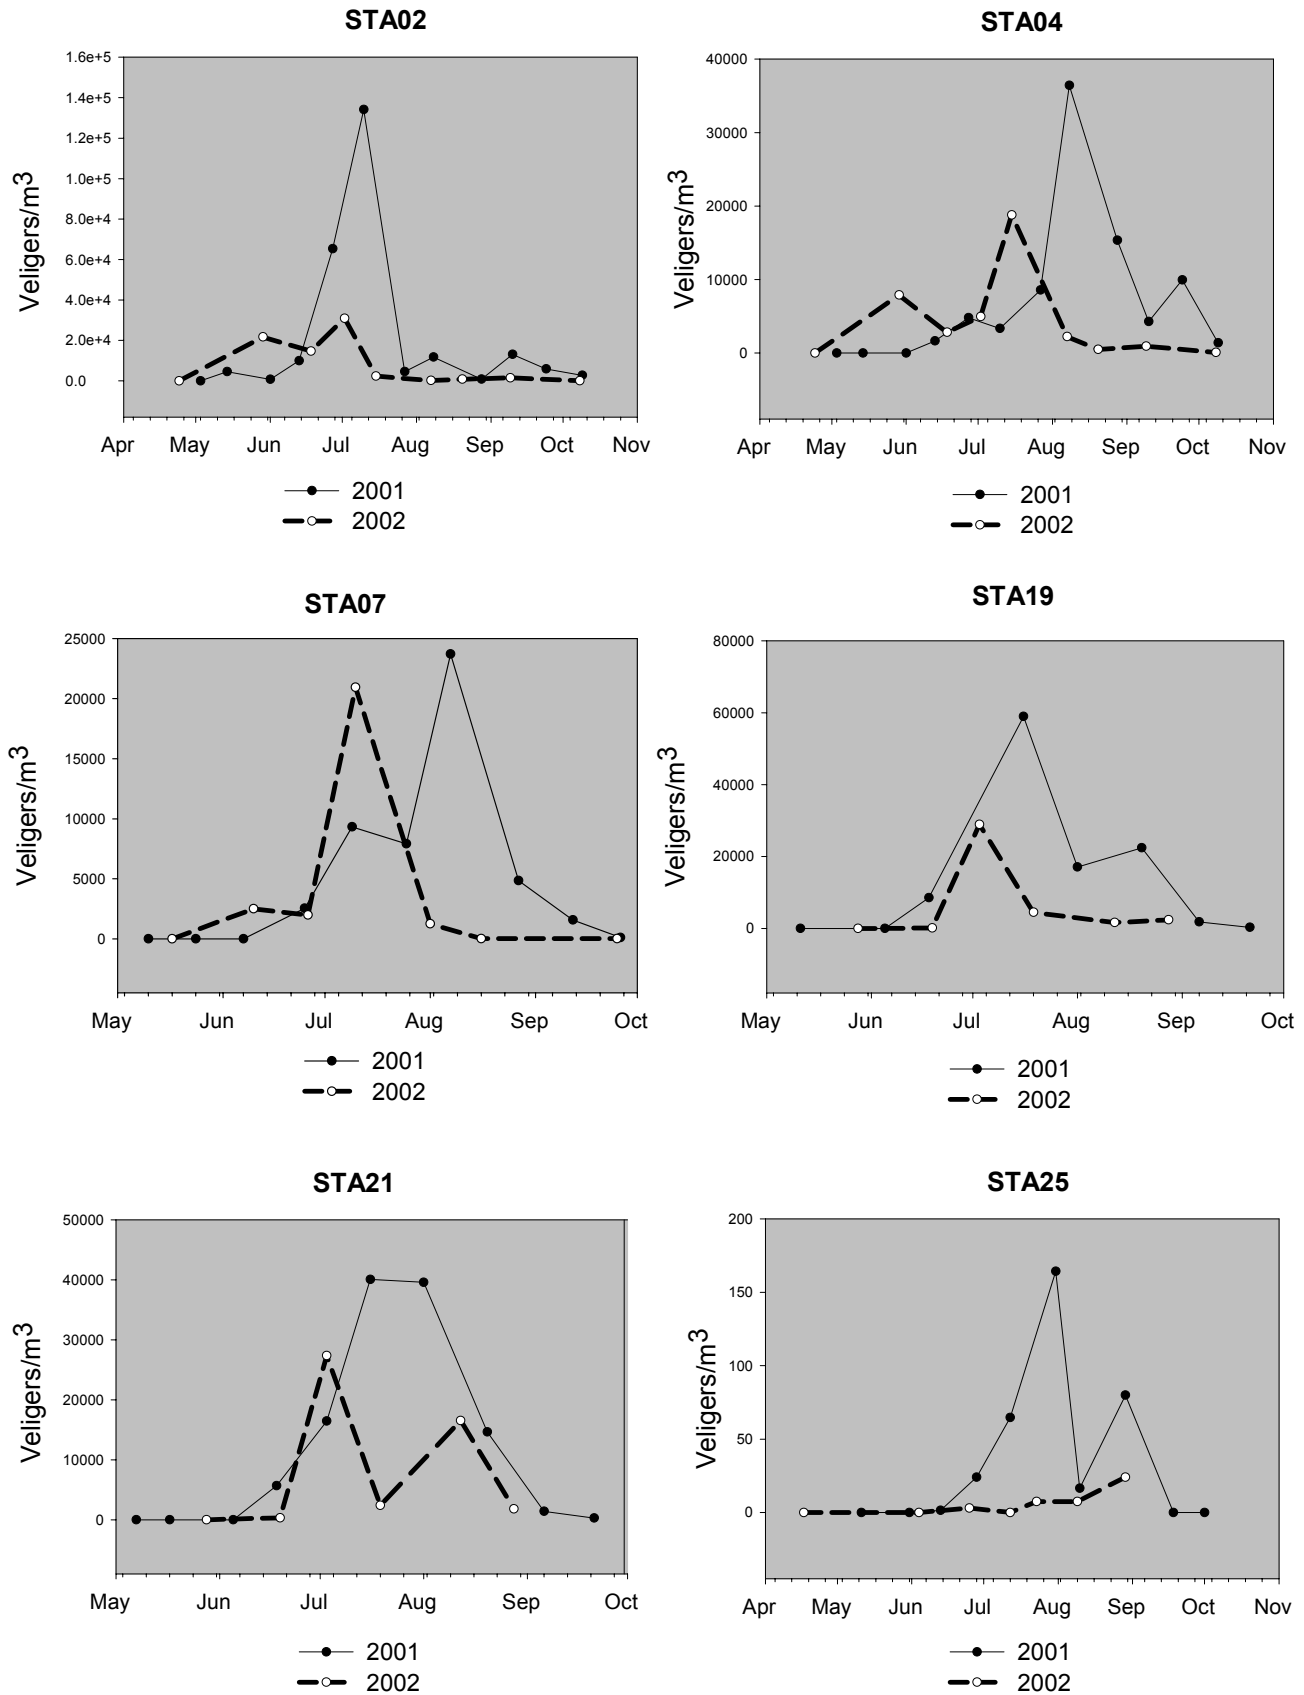 STA02
1.6e+5
1.4e+5
1.2e+5
1.0e+5
8.0e+4
6.0e+4
4.0e+4
2.0e+4
0.0
Veligers/m3
Apr May Jun Jul Aug Sep Oct Nov
2001
2002
STA04
40000
30000
20000
10000
0
Veligers/m3
Apr May Jun Jul Aug Sep Oct Nov
2001
2002
STA07
25000
20000
15000
10000
5000
0
Veligers/m3
May Jun Jul Aug Sep Oct
2001
2002
STA19
80000
60000
40000
20000
0
Veligers/m3
May Jun Jul Aug Sep Oct
2001
2002
STA21
50000
40000
30000
20000
10000
0
Veligers/m3
May Jun Jul Aug Sep Oct
2001
2002
STA25
200
150
100
50
0
Veligers/m3
Apr May Jun Jul Aug Sep Oct Nov
2001
2002